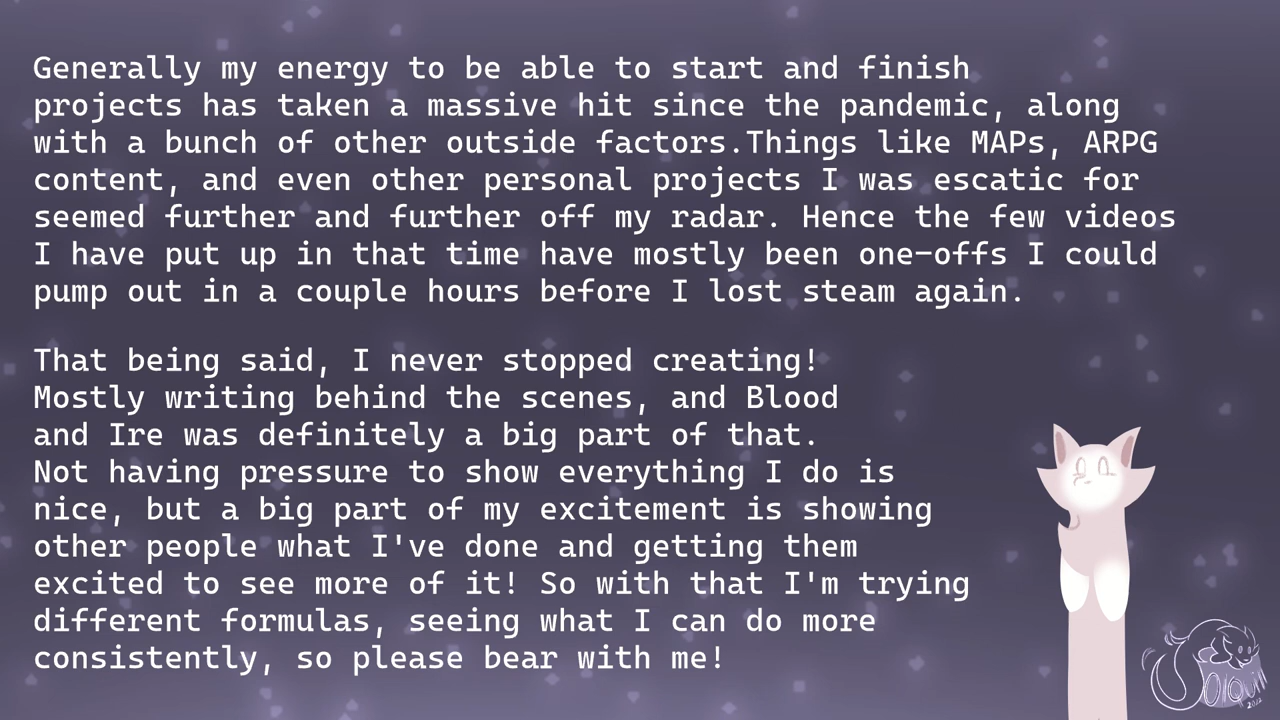 Generally my energy to be able to start and finish
projects has taken a massive hit since the pandemic, along
with a bunch of other outside factors.Things like MAPs, ARPG
content, and even other personal projects I was escatic for
seemed further and further off my radar. Hence the few videos
I have put up in that time have mostly been one-offs I could
pump out in a couple hours before I lost steam again.
That being said, I never stopped creating!
Mostly writing behind the scenes, and Blood
and Ire was definitely a big part of that.
Not having pressure to show everything I do is
nice, but a big part of my excitement is showing
other people what I've done and getting them
excited to see more of it! So with that I'm trying
different formulas, seeing what I can do more
consistently, so please bear with me!